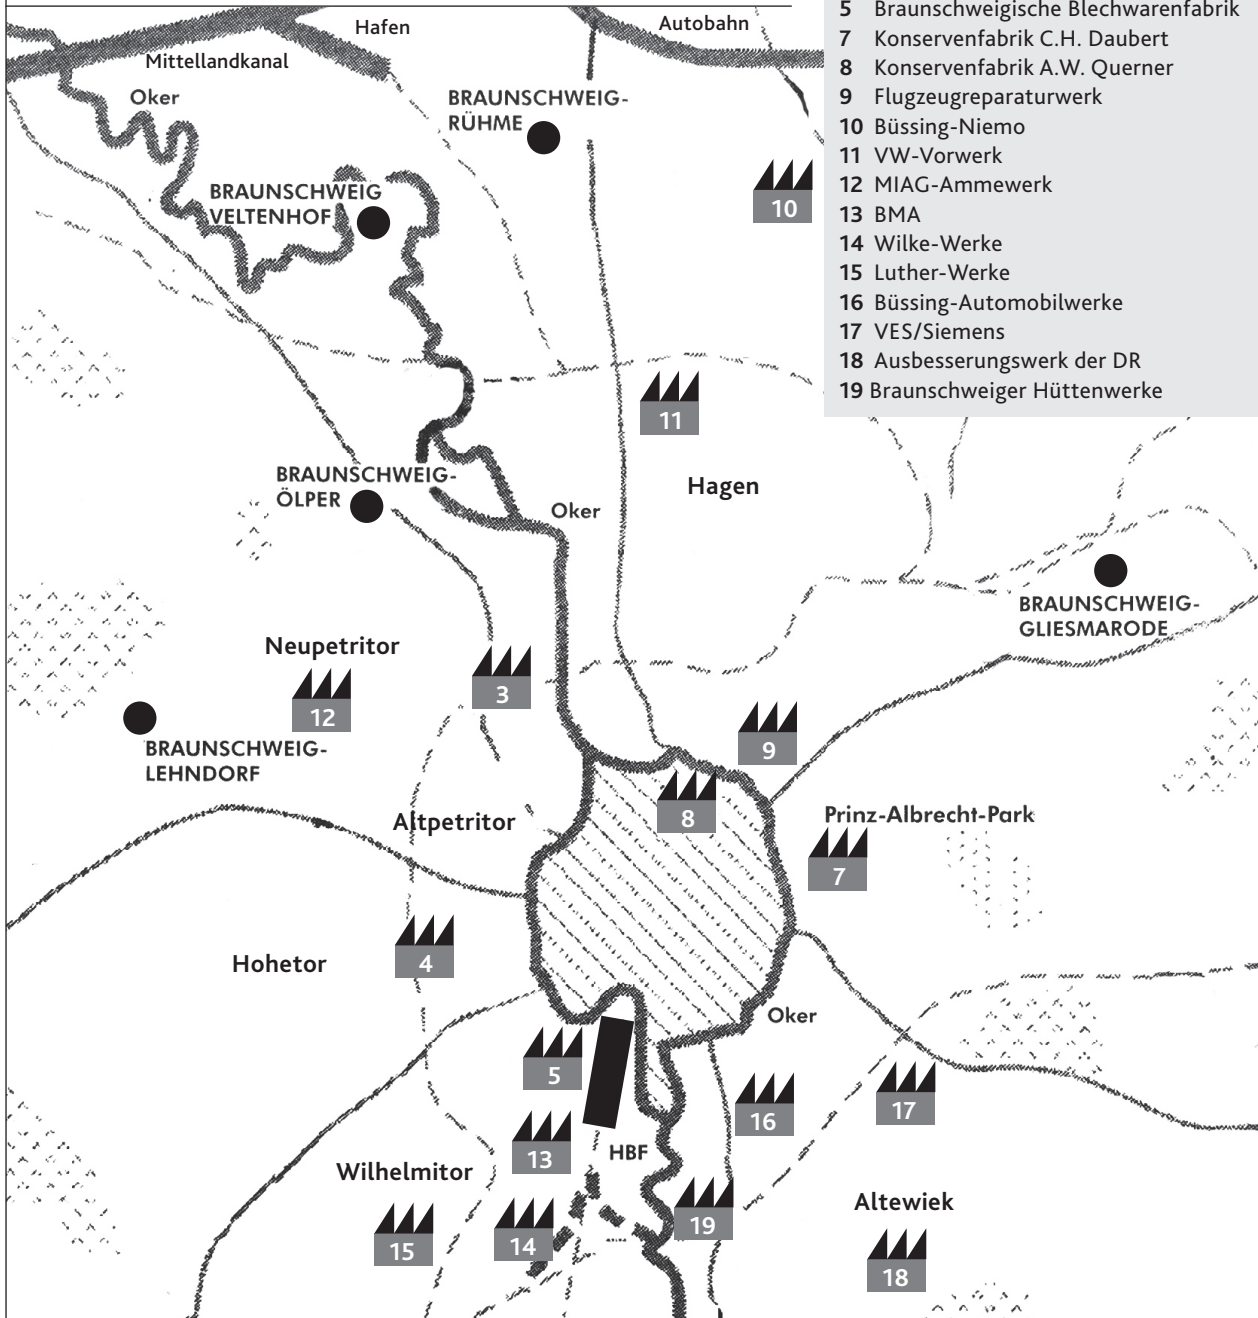 Hafen
Autobahn
Mittellandkanal
Oker
BRAUNSCHWEIG-
RÜHME
BRAUNSCHWEIG
VELTENHOF
5 Braunschweigische Blechwarenfabrik
7 Konservenfabrik C.H. Daubert
8 Konservenfabrik A.W. Querner
9 Flugzeugreparaturwerk
10 Büssing-Niemo
11 VW-Vorwerk
12 MIAG-Ammewerk
13 BMA
14 Wilke-Werke
15 Luther-Werke
16 Büssing-Automobilwerke
17 VES/Siemens
18 Ausbesserungswerk der DR
19 Braunschweiger Hüttenwerke
10
11
BRAUNSCHWEIG-
ÖLPER
Hagen
Oker
BRAUNSCHWEIG-
GLIESMARODE
Neupetritor
3
12
9
BRAUNSCHWEIG-
LEHNDORF
8
Altpetritor
Prinz-Albrecht-Park
7
Hohetor
4
Oker
5
16
17
13
HBF
Wilhelmitor
Altewiek
15
14
19
18